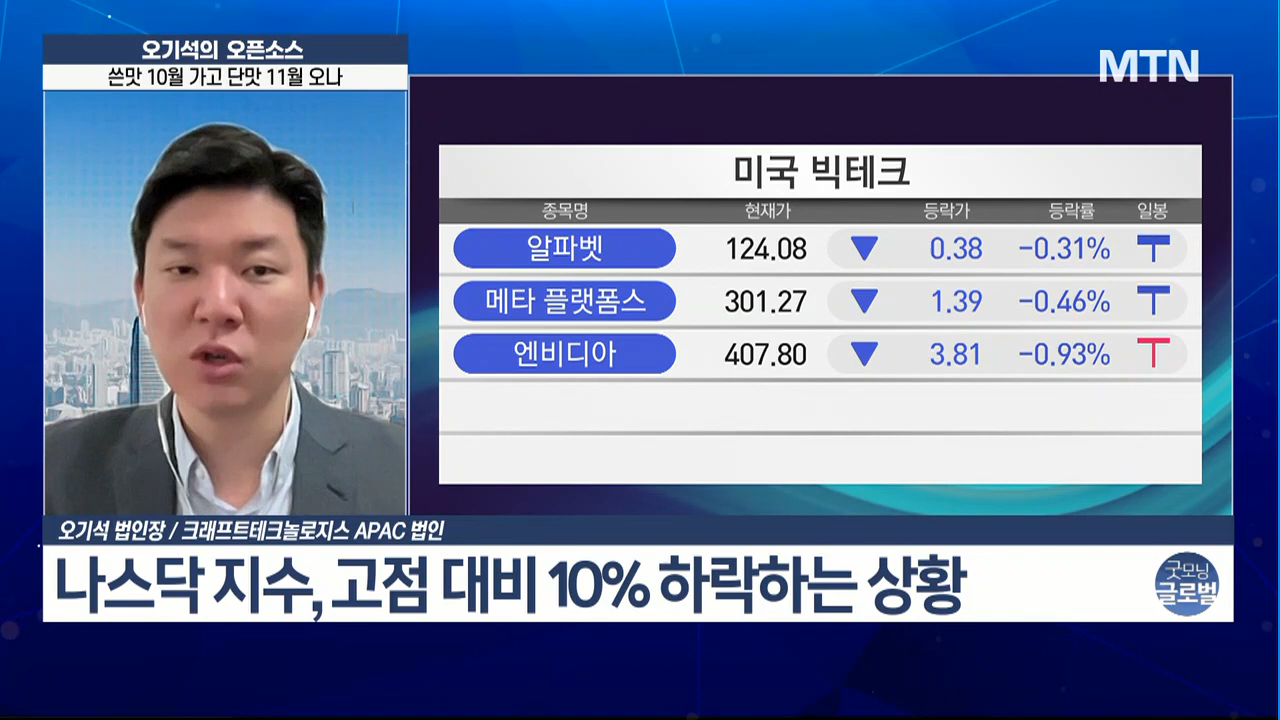 오기석의 오픈소스
쓴맛 10월 가고 단맛 11월 오나
MTN
미국 빅테크
종목명 현재가 등락가 등락률 일봉
알파벳 124.08 ▼ 0.38 -0.31%
메타 플랫폼스 301.27 ▼ 1.39 -0.46%
엔비디아 407.80 ▼ 3.81 -0.93%
오기석 법인장 / 크래프트테크놀로지스 APAC 법인
나스닥 지수, 고점 대비 10% 하락하는 상황
굿모닝
글로벌